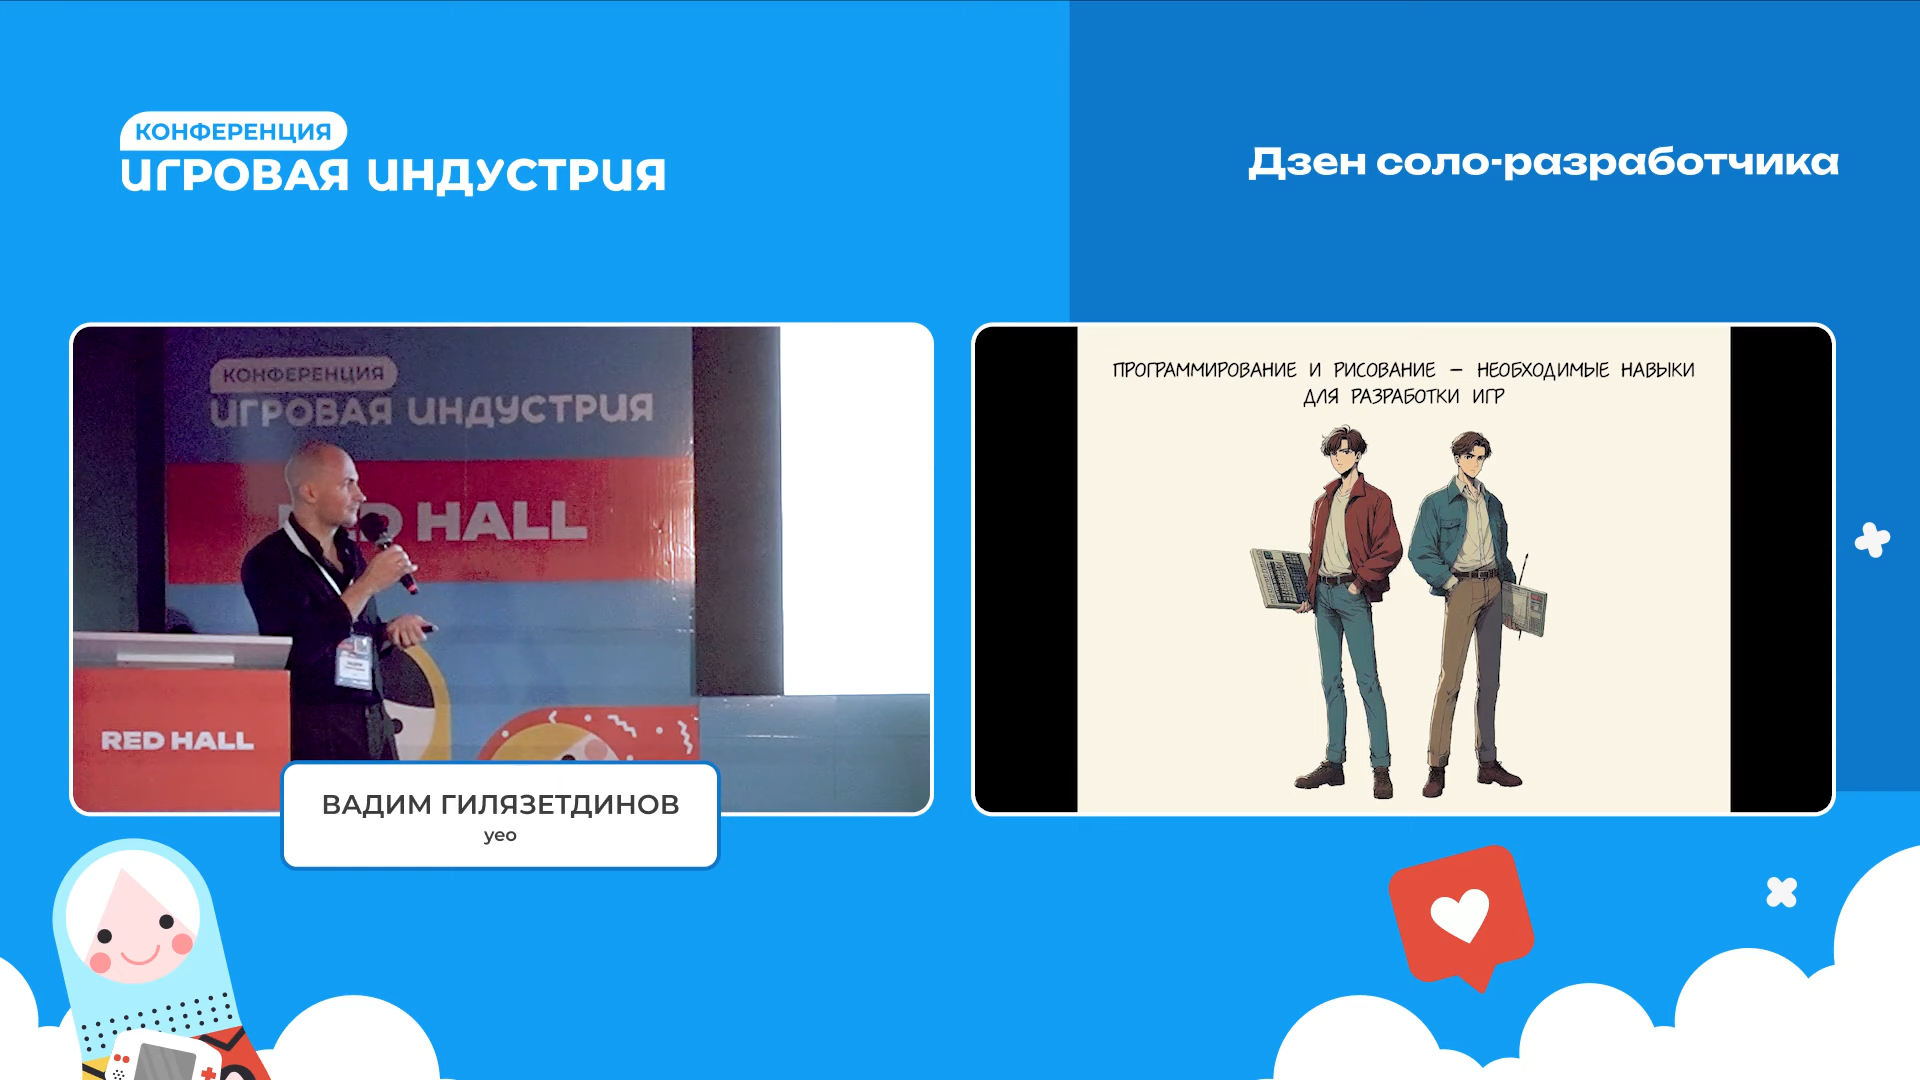 КОНФЕРЕНЦИЯ
ИГРОВАЯ ИНДУСТРИЯ
Дзен соло-разработчика
КОНФЕРЕНЦИЯ
ИГРОВАЯ ИНДУСТРИЯ
RED HALL
RED HALL
ВАДИМ ГИЛЯЗЕТДИНОВ
yeo
ПРОГРАММИРОВАНИЕ И РИСОВАНИЕ – НЕОБХОДИМЫЕ НАВЫКИ
ДЛЯ РАЗРАБОТКИ ИГР